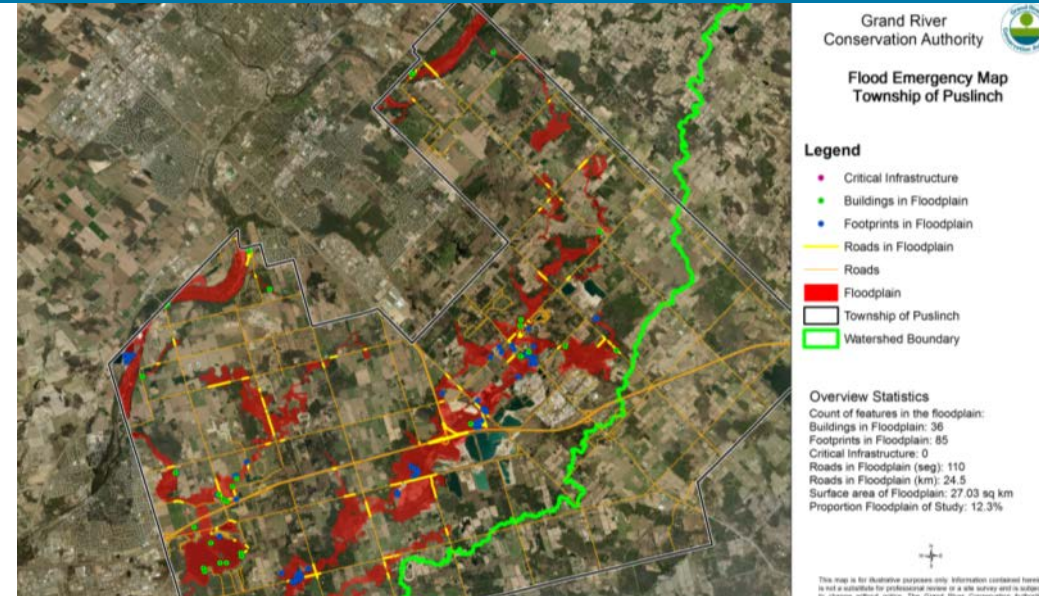 Grand River
Conservation Authority
Flood Emergency Map
Township of Puslinch
Legend
Critical Infrastructure
Buildings in Floodplain
Footprints in Floodplain
Roads in Floodplain
Roads
Floodplain
Township of Puslinch
Watershed Boundary
Overview Statistics
Count of features in the floodplain:
Buildings in Floodplain: 36
Footprints in Floodplain: 85
Critical Infrastructure: 0
Roads in Floodplain (seg): 110
Roads in Floodplain (km): 24.5
Surface area of Floodplain: 27.03 sq km
Proportion Floodplain of Study: 12.3%
This map is for illustrative purposes only. Information contained
is not a substitute for professional review or a site survey and is